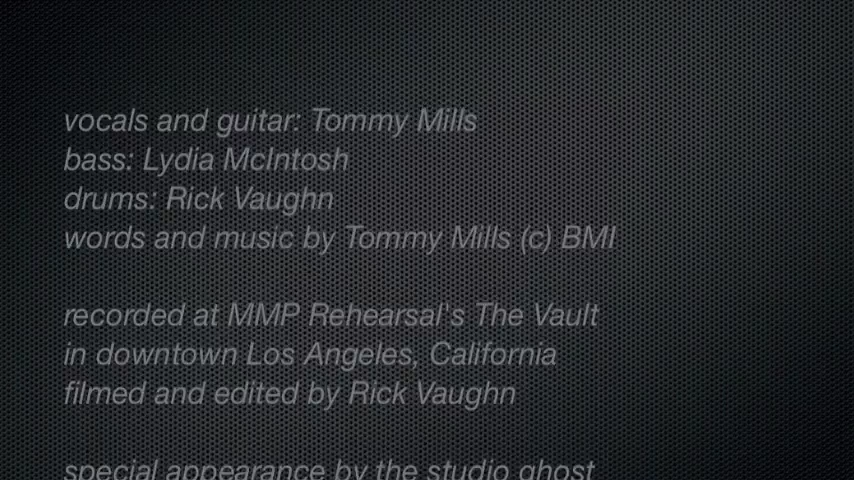 vocals and guitar: Tommy Mills
bass: Lydia McIntosh
drums: Rick Vaughn
words and music by Tommy Mills (c) BMI
recorded at MMP Rehearsal's The Vault
in downtown Los Angeles, California
filmed and edited by Rick Vaughn
special appearance by the studio ghost